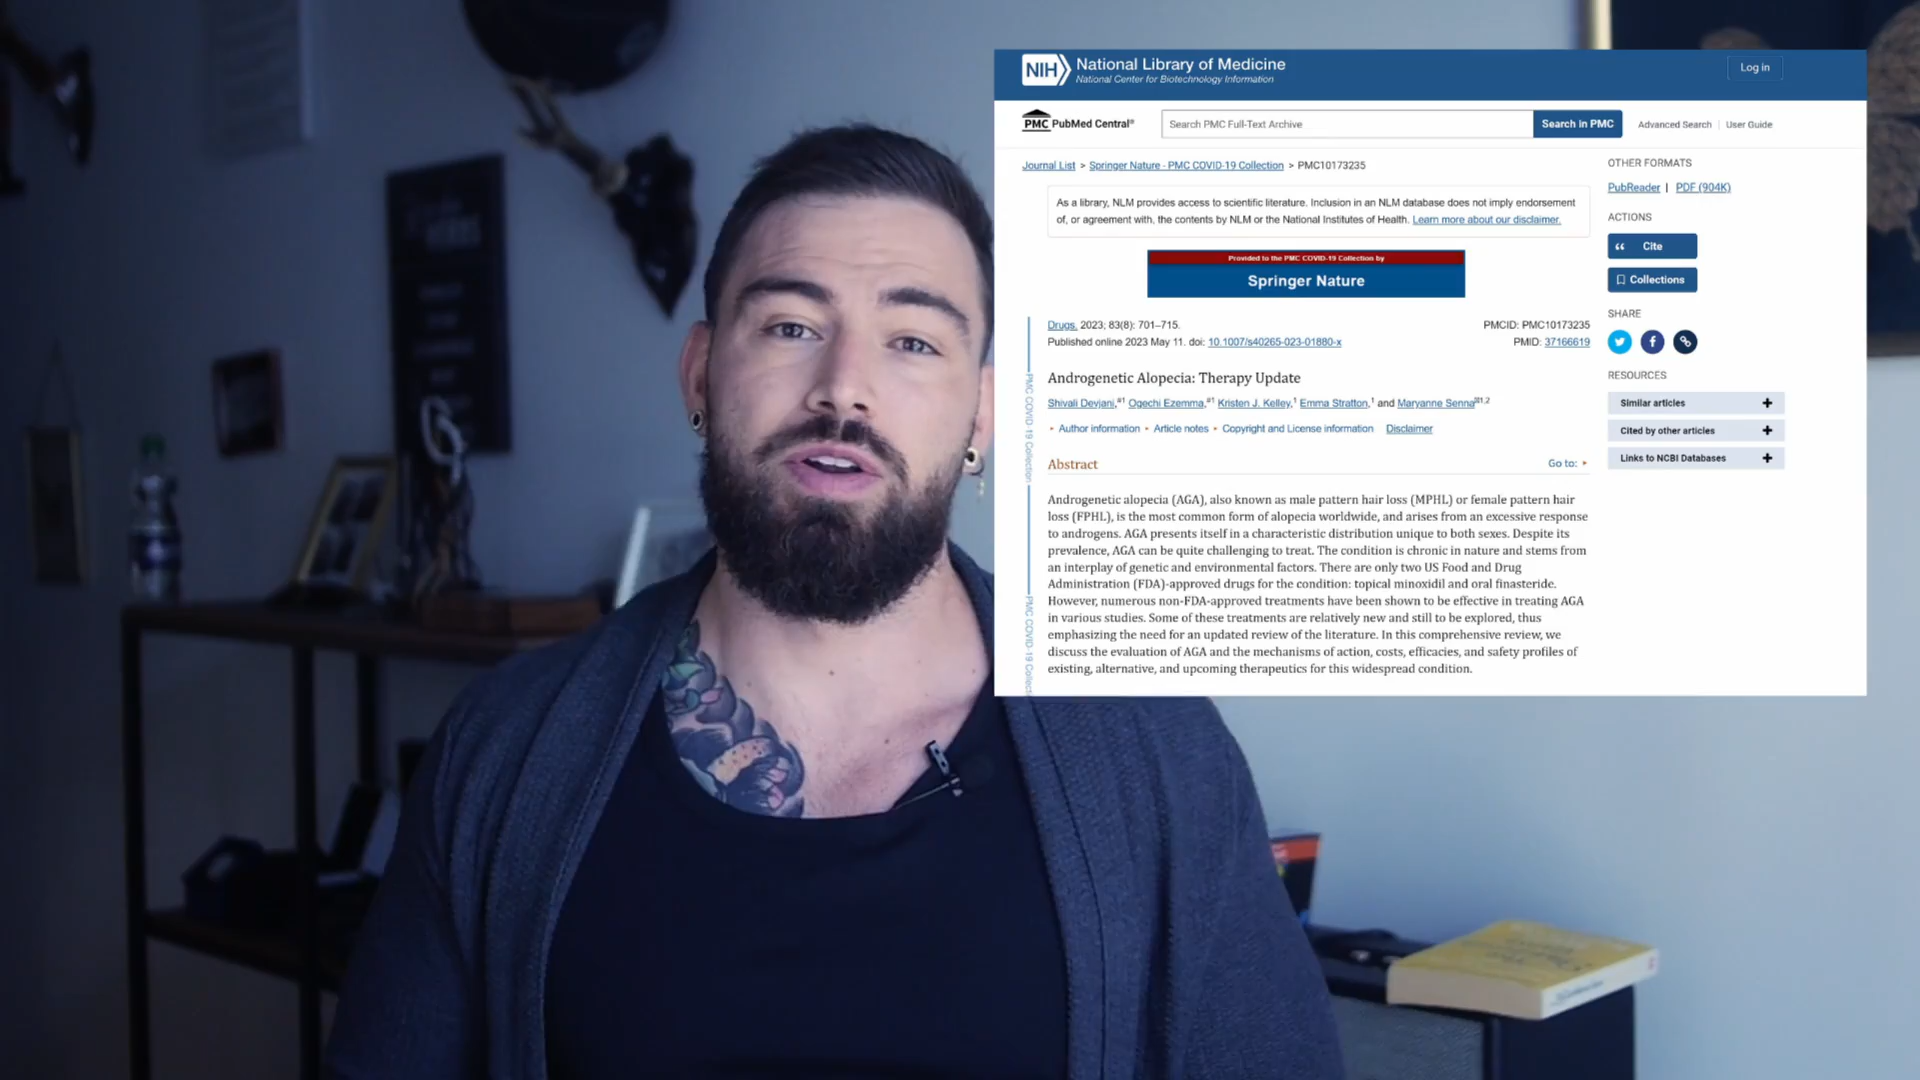 NIH National Library of Medicine
National Center for Biotechnology Information
Log in
PMC PubMed Central®
Search PMC Full-Text Archive
Search in PMC
Advanced Search | User Guide
Journal List > Springer Nature - PMC COVID-19 Collection > PMC10173235
As a library, NLM provides access to scientific literature. Inclusion in an NLM database does not imply endorsement
of, or agreement with, the contents by NLM or the National Institutes of Health. Learn more about our disclaimer.
Provided to the PMC COVID-19 Collection by
Springer Nature
Drugs. 2023; 83(8): 701–715.
PMCID: PMC10173235
Published online 2023 May 11. doi: 10.1007/s40265-023-01880-x
PMID: 37166619
Androgenetic Alopecia: Therapy Update
Shivali Devjani,#1 Ogechi Ezemma,#1 Kristen J. Kelley,1 Emma Stratton,1 and Maryanne Senna✉1,2
Author information • Article notes • Copyright and License information Disclaimer
Abstract
Go to:
Androgenetic alopecia (AGA), also known as male pattern hair loss (MPHL) or female pattern hair
loss (FPHL), is the most common form of alopecia worldwide, and arises from an excessive response
to androgens. AGA presents itself in a characteristic distribution unique to both sexes. Despite its
prevalence, AGA can be quite challenging to treat. The condition is chronic in nature and stems from
an interplay of genetic and environmental factors. There are only two US Food and Drug
Administration (FDA)-approved drugs for the condition: topical minoxidil and oral finasteride.
However, numerous non-FDA-approved treatments have been shown to be effective in treating AGA
in various studies. Some of these treatments are relatively new and still to be explored, thus
emphasizing the need for an updated review of the literature. In this comprehensive review, we
discuss the evaluation of AGA and the mechanisms of action, costs, efficacies, and safety profiles of
existing, alternative, and upcoming therapeutics for this widespread condition.
PMC COVID-19 Collection
PMC COVID-19 Collect
OTHER FORMATS
PubReader | PDF (904K)
ACTIONS
Cite
Collections
SHARE
RESOURCES
Similar articles
Cited by other articles
Links to NCBI Databases